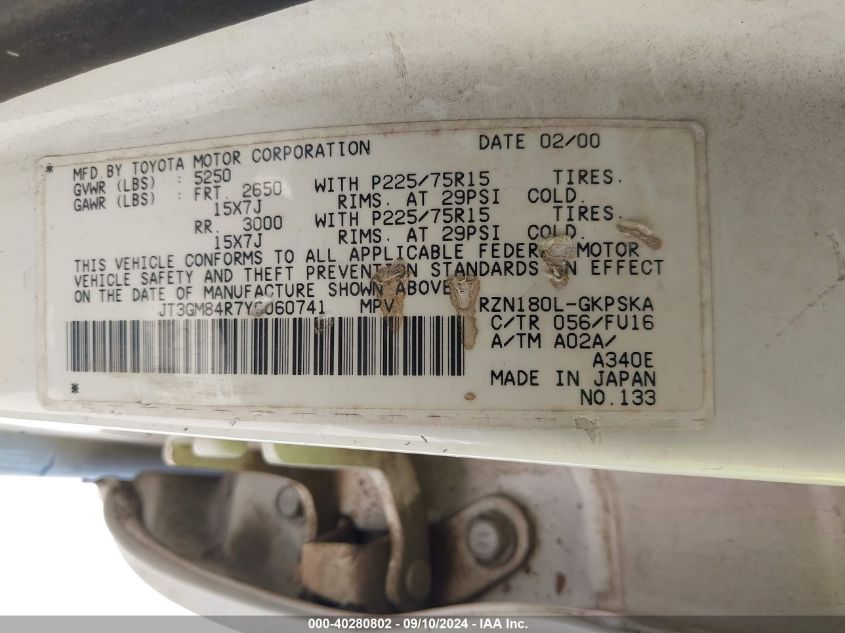 DATE 02/00
* MFD.BY TOYOTA MOTOR CORPORATION
GVWR (LBS) : 5250
GAWR (LBS) : FRT. 2650 WITH P225/75R15 TIRES.
15X7J RIMS. AT 29PSI COLD.
RR. 3000 WITH P225/75R15 TIRES.
15X7J RIMS. AT 29PSI COLD.
THIS VEHICLE CONFORMS TO ALL APPLICABLE FEDERAL MOTOR
VEHICLE SAFETY AND THEFT PREVENTION STANDARDS IN EFFECT
ON THE DATE OF MANUFACTURE SHOWN ABOVE
MPV RZN180L-GKPSKA
C/TR 056/FU16
A/TM A02A/
A340E
* MADE IN JAPAN
NO.133
000-40280802 - 09/10/2024 - IAA Inc.